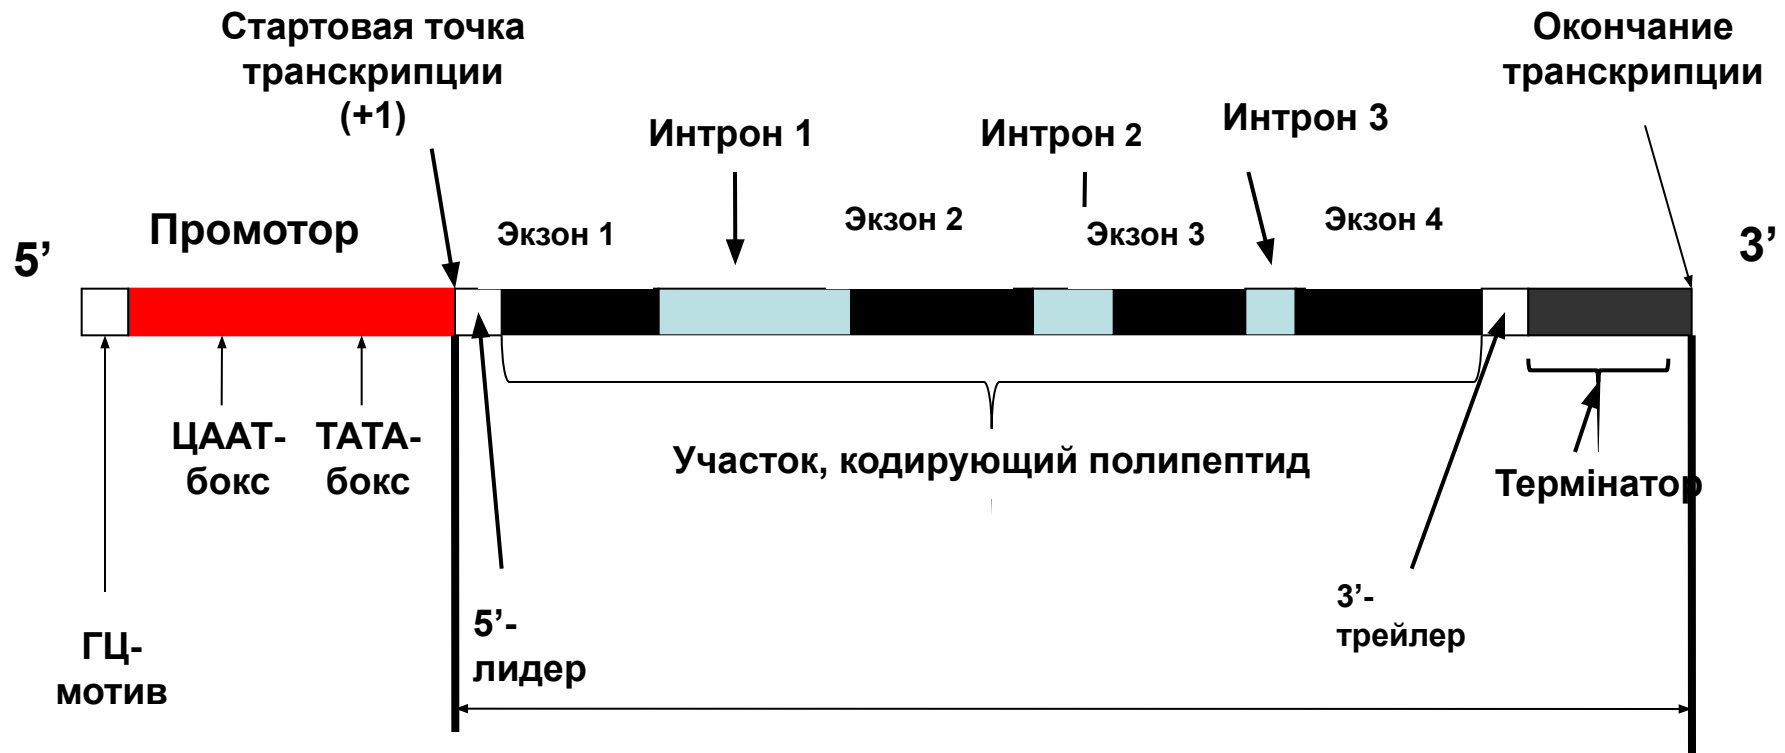 Стартовая точка
транскрипции
(+1)
Окончание
транскрипции
Интрон 1
Интрон 2
Интрон 3
Промотор
Экзон 1
Экзон 2
Экзон 3
Экзон 4
5’
3’
ЦААТ-
бокс
ТАТА-
бокс
Участок, кодирующий полипептид
Термінатор
ГЦ-
мотив
5’-
лидер
3’-
трейлер